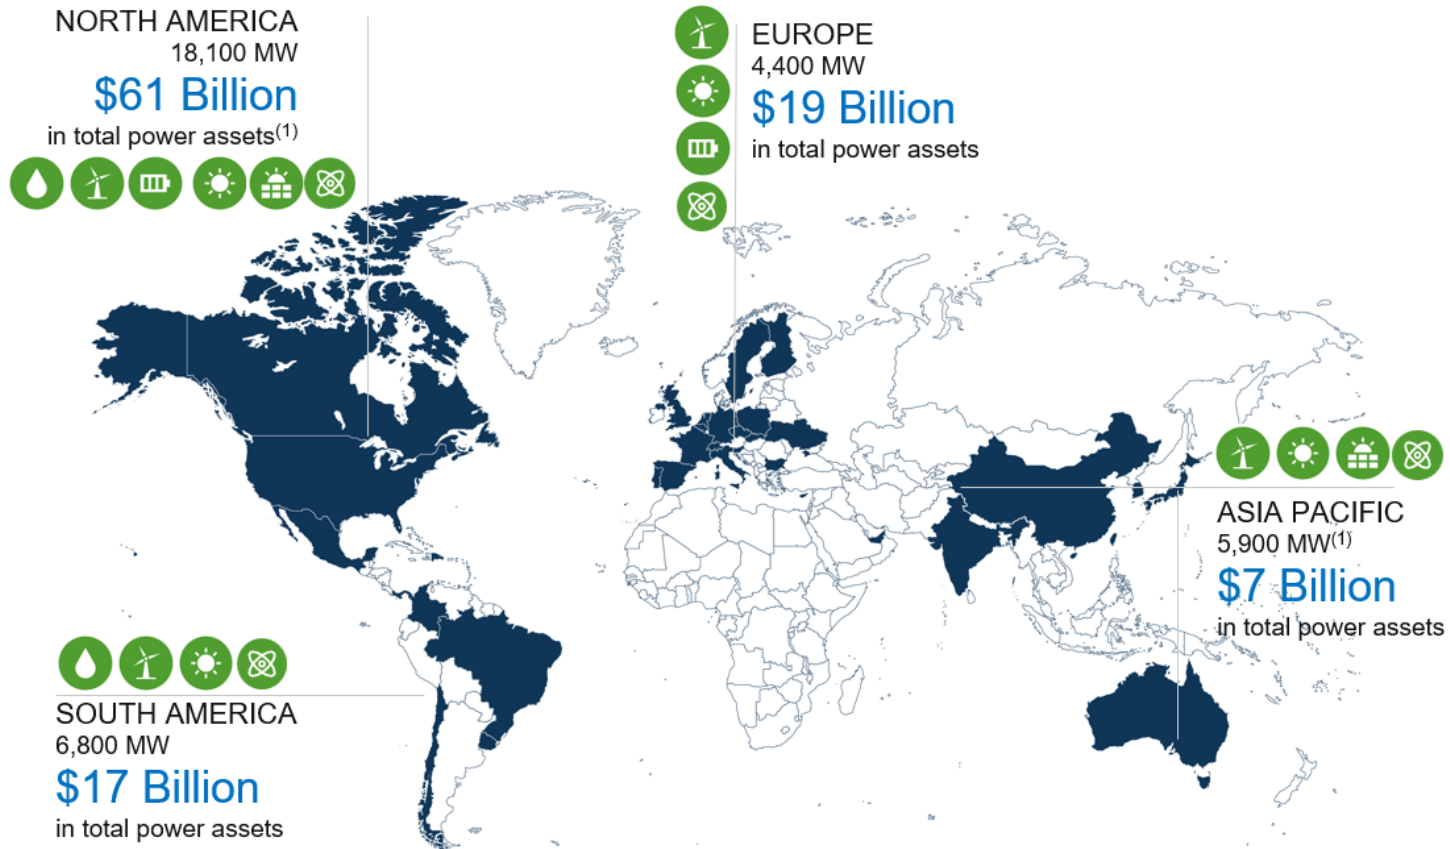 NORTH AMERICA
18,100 MW
$61 Billion
in total power assets(1)
EUROPE
4,400 MW
$19 Billion
in total power assets
ASIA PACIFIC
5,900 MW(1)
$7 Billion
in total power assets
SOUTH AMERICA
6,800 MW
$17 Billion
in total power assets